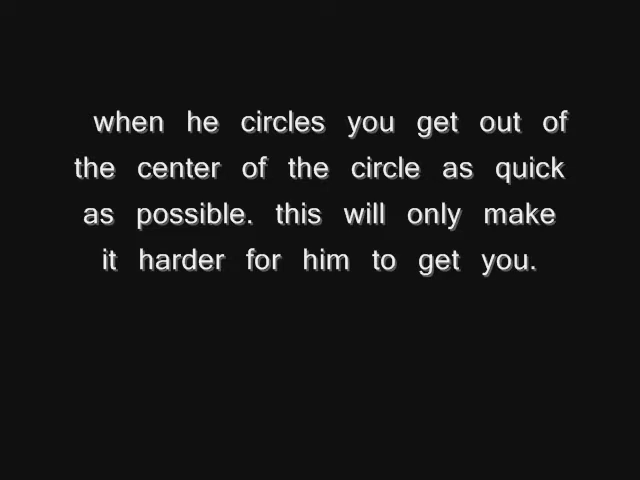 when he circles you get out of
the center of the circle as quick
as possible. this will only make
it harder for him to get you.